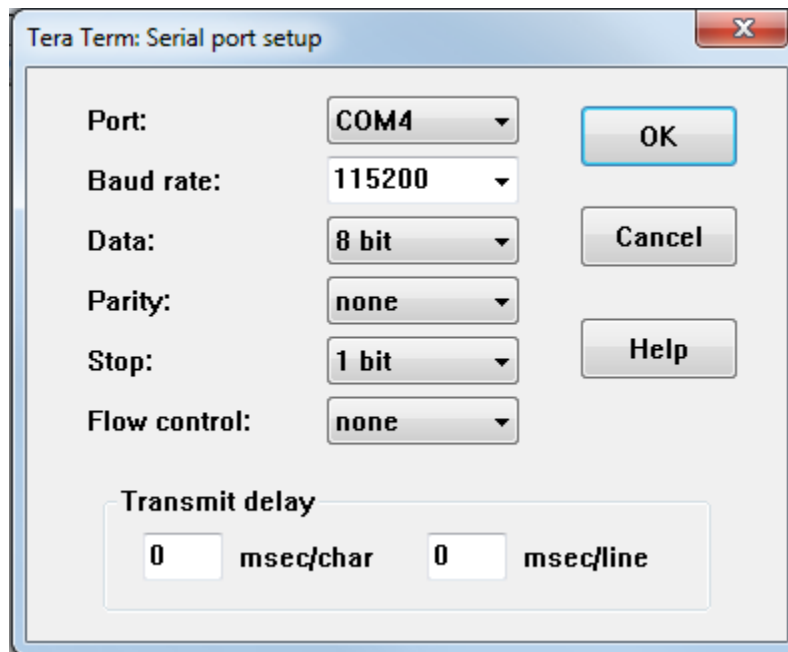 Tera Term: Serial port setup
Port: COM4
OK
Baud rate: 115200
Data: 8 bit
Cancel
Parity: none
Stop: 1 bit
Help
Flow control: none
Transmit delay
0 msec/char 0 msec/line